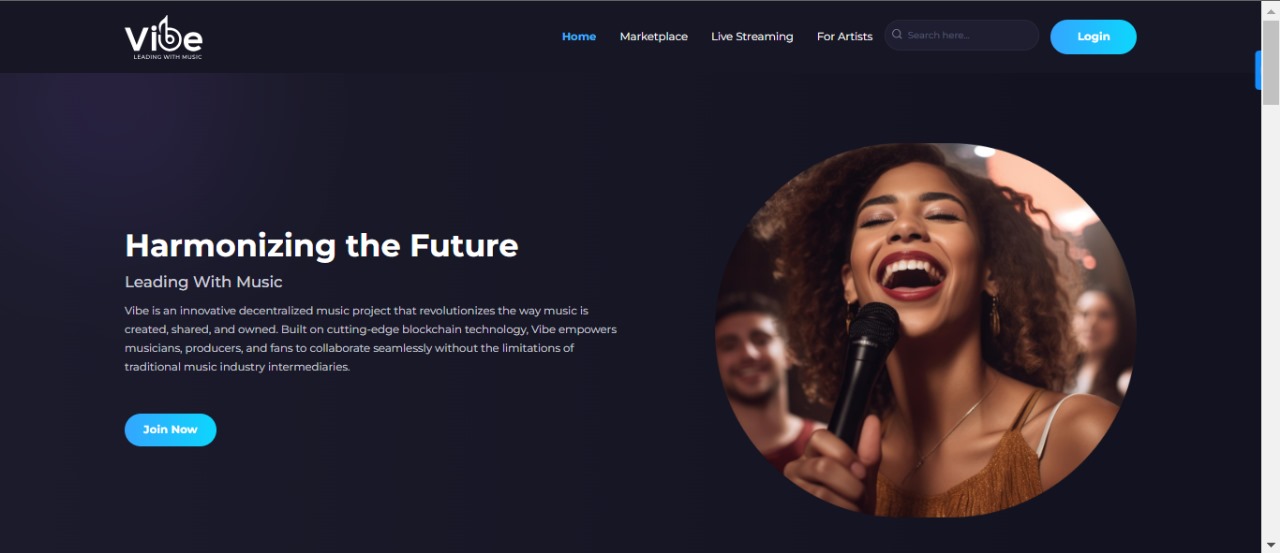 Vibe
LEADING WITH MUSIC
Home Marketplace Live Streaming For Artists Search here... Login
Harmonizing the Future
Leading With Music
Vibe is an innovative decentralized music project that revolutionizes the way music is
created, shared, and owned. Built on cutting-edge blockchain technology, Vibe empowers
musicians, producers, and fans to collaborate seamlessly without the limitations of
traditional music industry intermediaries.
Join Now